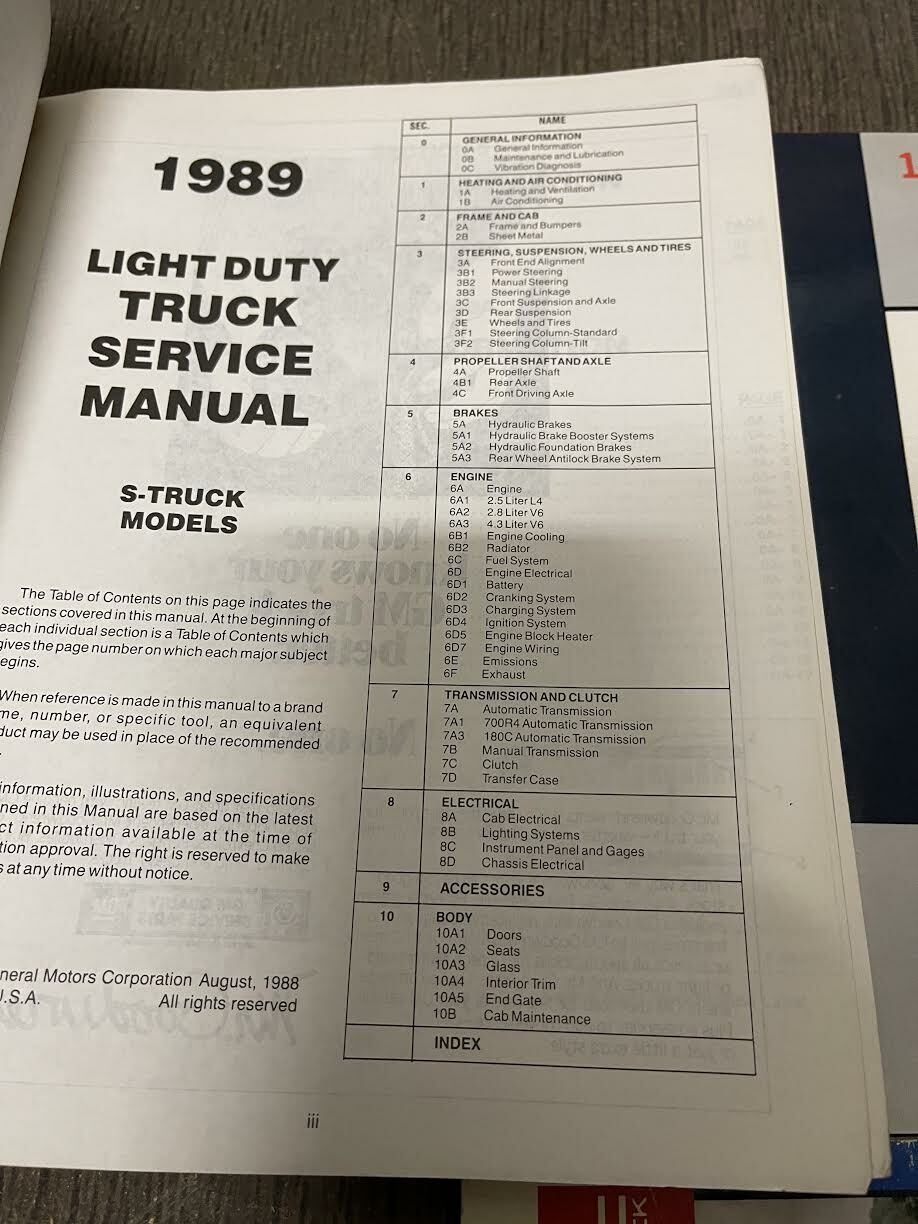 1989
LIGHT DUTY
TRUCK
SERVICE
MANUAL
S-TRUCK
MODELS
The Table of Contents on this page indicates the
sections covered in this manual. At the beginning of
each individual section is a Table of Contents which
gives the page number on which each major subject
egins.
When reference is made in this manual to a brand
me, number, or specific tool, an equivalent
duct may be used in place of the recommended
.
information, illustrations, and specifications
ned in this Manual are based on the latest
ct information available at the time of
tion approval. The right is reserved to make
s at any time without notice.
neral Motors Corporation August, 1988
J.S.A. All rights reserved
iii
SEC. NAME
0 GENERAL INFORMATION
0A General Information
0B Maintenance and Lubrication
0C Vibration Diagnosis
1 HEATING AND AIR CONDITIONING
1A Heating and Ventilation
1B Air Conditioning
2 FRAME AND CAB
2A Frame and Bumpers
2B Sheet Metal
3 STEERING, SUSPENSION, WHEELS AND TIRES
3A Front End Alignment
3B1 Power Steering
3B2 Manual Steering
3B3 Steering Linkage
3C Front Suspension and Axle
3D Rear Suspension
3E Wheels and Tires
3F1 Steering Column-Standard
3F2 Steering Column-Tilt
4 PROPELLER SHAFT AND AXLE
4A Propeller Shaft
4B1 Rear Axle
4C Front Driving Axle
5 BRAKES
5A Hydraulic Brakes
5A1 Hydraulic Brake Booster Systems
5A2 Hydraulic Foundation Brakes
5A3 Rear Wheel Antilock Brake System
6 ENGINE
6A Engine
6A1 2.5 Liter L4
6A2 2.8 Liter V6
6A3 4.3 Liter V6
6B1 Engine Cooling
6B2 Radiator
6C Fuel System
6D Engine Electrical
6D1 Battery
6D2 Cranking System
6D3 Charging System
6D4 Ignition System
6D5 Engine Block Heater
6D7 Engine Wiring
6E Emissions
6F Exhaust
7 TRANSMISSION AND CLUTCH
7A Automatic Transmission
7A1 700R4 Automatic Transmission
7A3 180C Automatic Transmission
7B Manual Transmission
7C Clutch
7D Transfer Case
8 ELECTRICAL
8A Cab Electrical
8B Lighting Systems
8C Instrument Panel and Gages
8D Chassis Electrical
9 ACCESSORIES
10 BODY
10A1 Doors
10A2 Seats
10A3 Glass
10A4 Interior Trim
10A5 End Gate
10B Cab Maintenance
INDEX
1